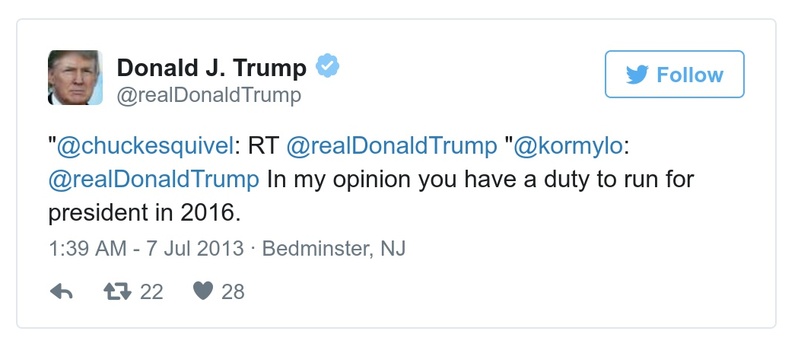 Donald J. Trump
@realDonaldTrump
Follow
"@chuckesquivel: RT @realDonaldTrump "@kormylo:
@realDonaldTrump In my opinion you have a duty to run for
president in 2016.
1:39 AM - 7 Jul 2013 · Bedminster, NJ
22 28